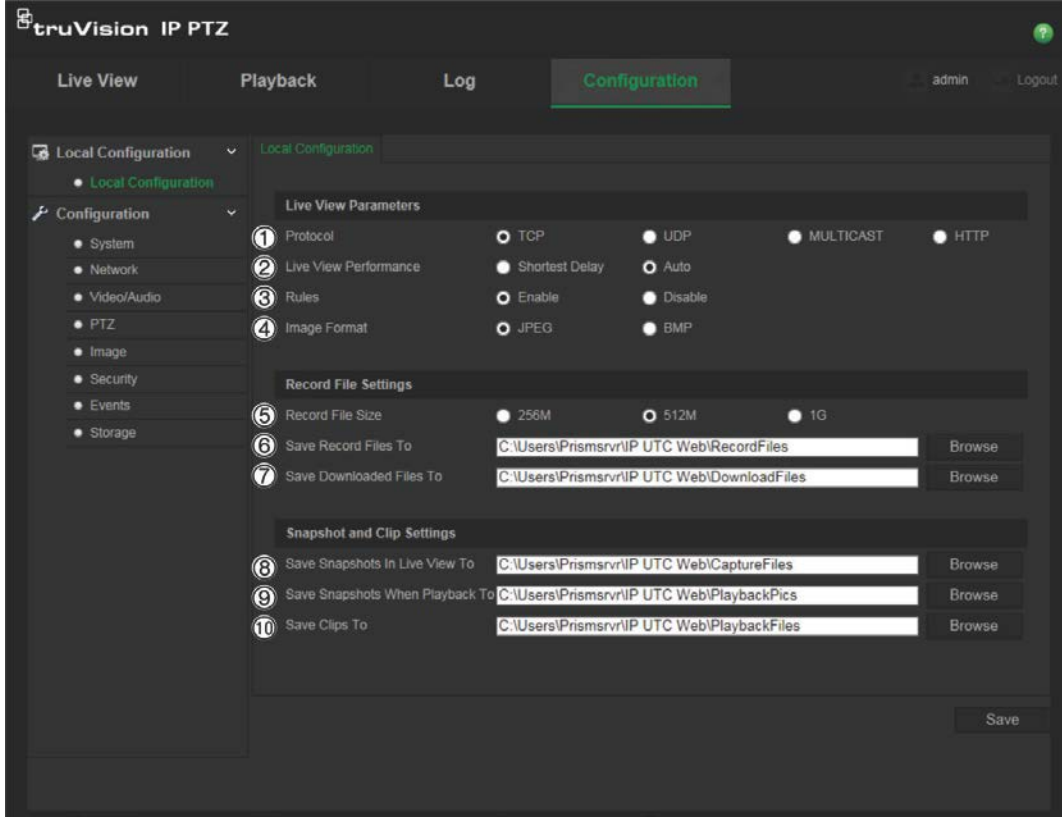 truVision IP PTZ
?
Live View Playback Log Configuration admin Logout
Local Configuration
Local Configuration
Configuration
System
Network
Video/Audio
PTZ
Image
Security
Events
Storage
Local Configuration
Live View Parameters
1 Protocol TCP UDP MULTICAST HTTP
2 Live View Performance Shortest Delay Auto
3 Rules Enable Disable
4 Image Format JPEG BMP
Record File Settings
5 Record File Size 256M 512M 1G
6 Save Record Files To C:\Users\Prismsrvr\IP UTC Web\RecordFiles Browse
7 Save Downloaded Files To C:\Users\Prismsrvr\IP UTC Web\DownloadFiles Browse
Snapshot and Clip Settings
8 Save Snapshots In Live View To C:\Users\Prismsrvr\IP UTC Web\CaptureFiles Browse
9 Save Snapshots When Playback To C:\Users\Prismsrvr\IP UTC Web\PlaybackPics Browse
10 Save Clips To C:\Users\Prismsrvr\IP UTC Web\PlaybackFiles Browse
Save